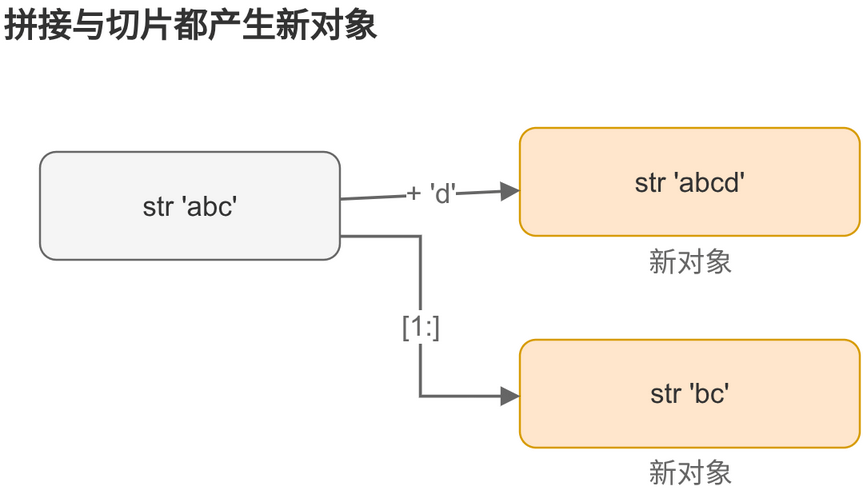 拼接与切片都产生新对象
str 'abc'
+ 'd'
str 'abcd'
新对象
[1:]
str 'bc'
新对象